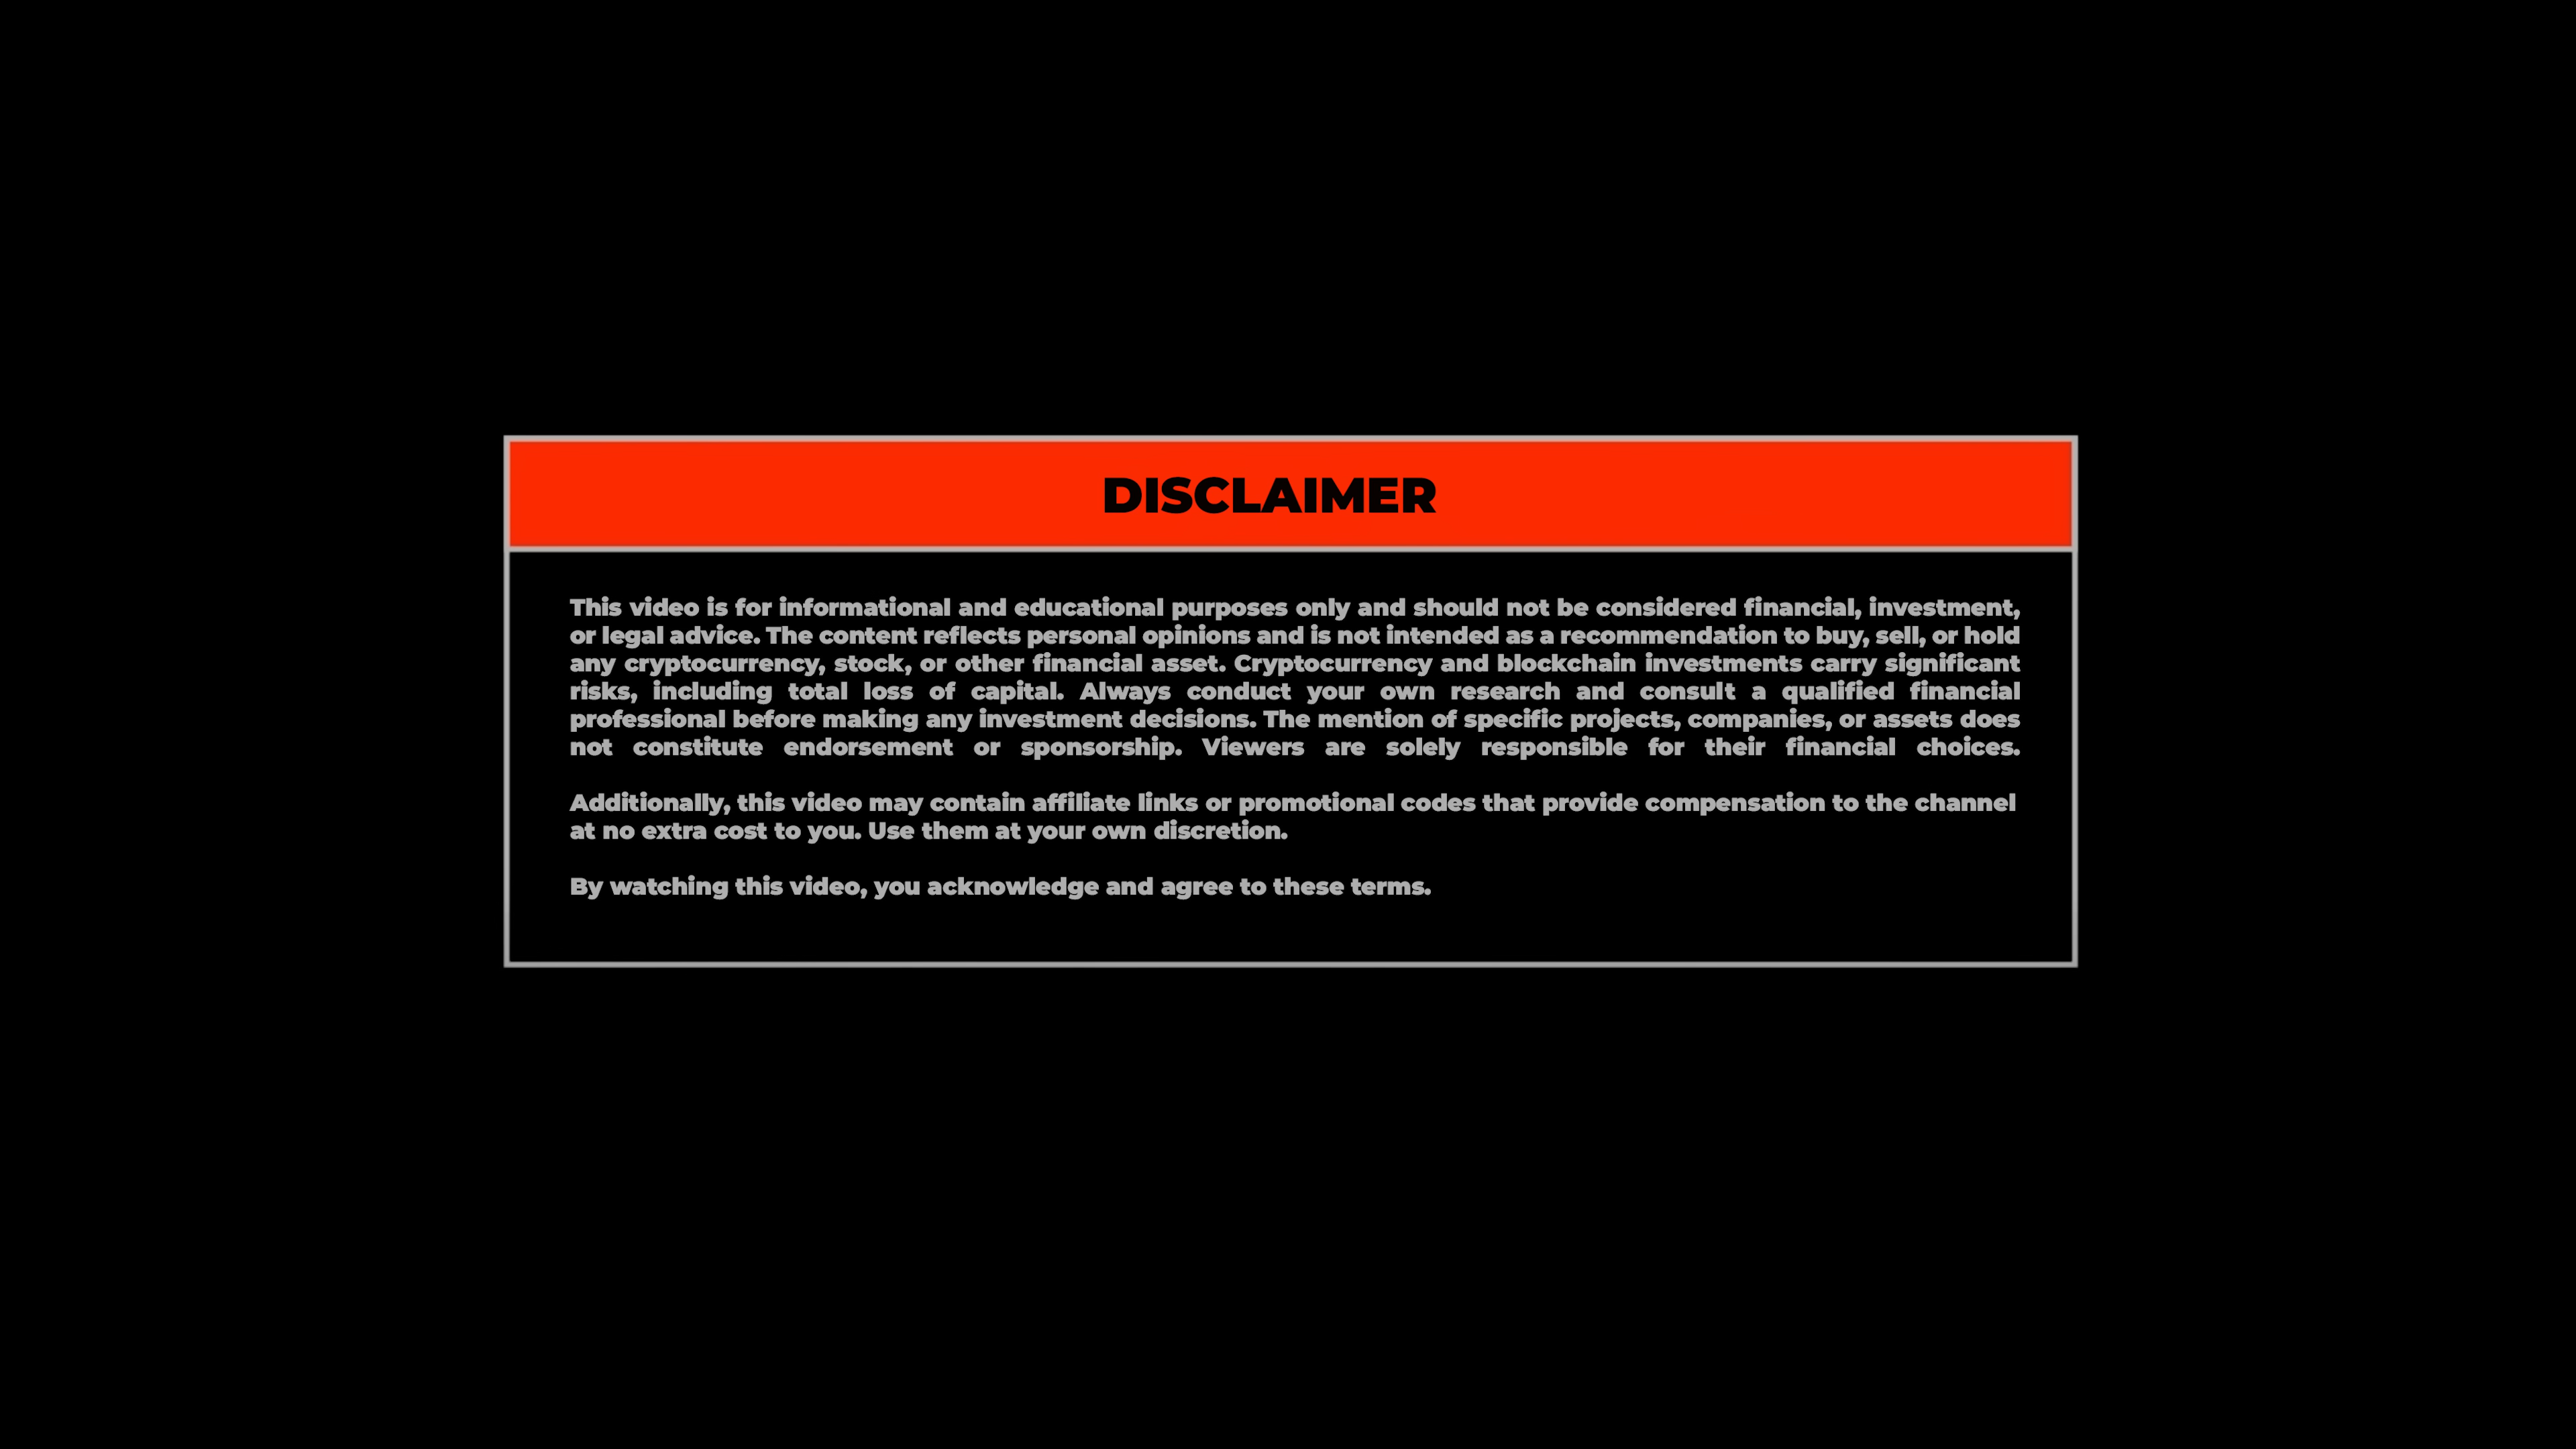 DISCLAIMER
This video is for informational and educational purposes only and should not be considered financial, investment,
or legal advice. The content reflects personal opinions and is not intended as a recommendation to buy, sell, or hold
any cryptocurrency, stock, or other financial asset. Cryptocurrency and blockchain investments carry significant
risks, including total loss of capital. Always conduct your own research and consult a qualified financial
professional before making any investment decisions. The mention of specific projects, companies, or assets does
not constitute endorsement or sponsorship. Viewers are solely responsible for their financial choices.
Additionally, this video may contain affiliate links or promotional codes that provide compensation to the channel
at no extra cost to you. Use them at your own discretion.
By watching this video, you acknowledge and agree to these terms.